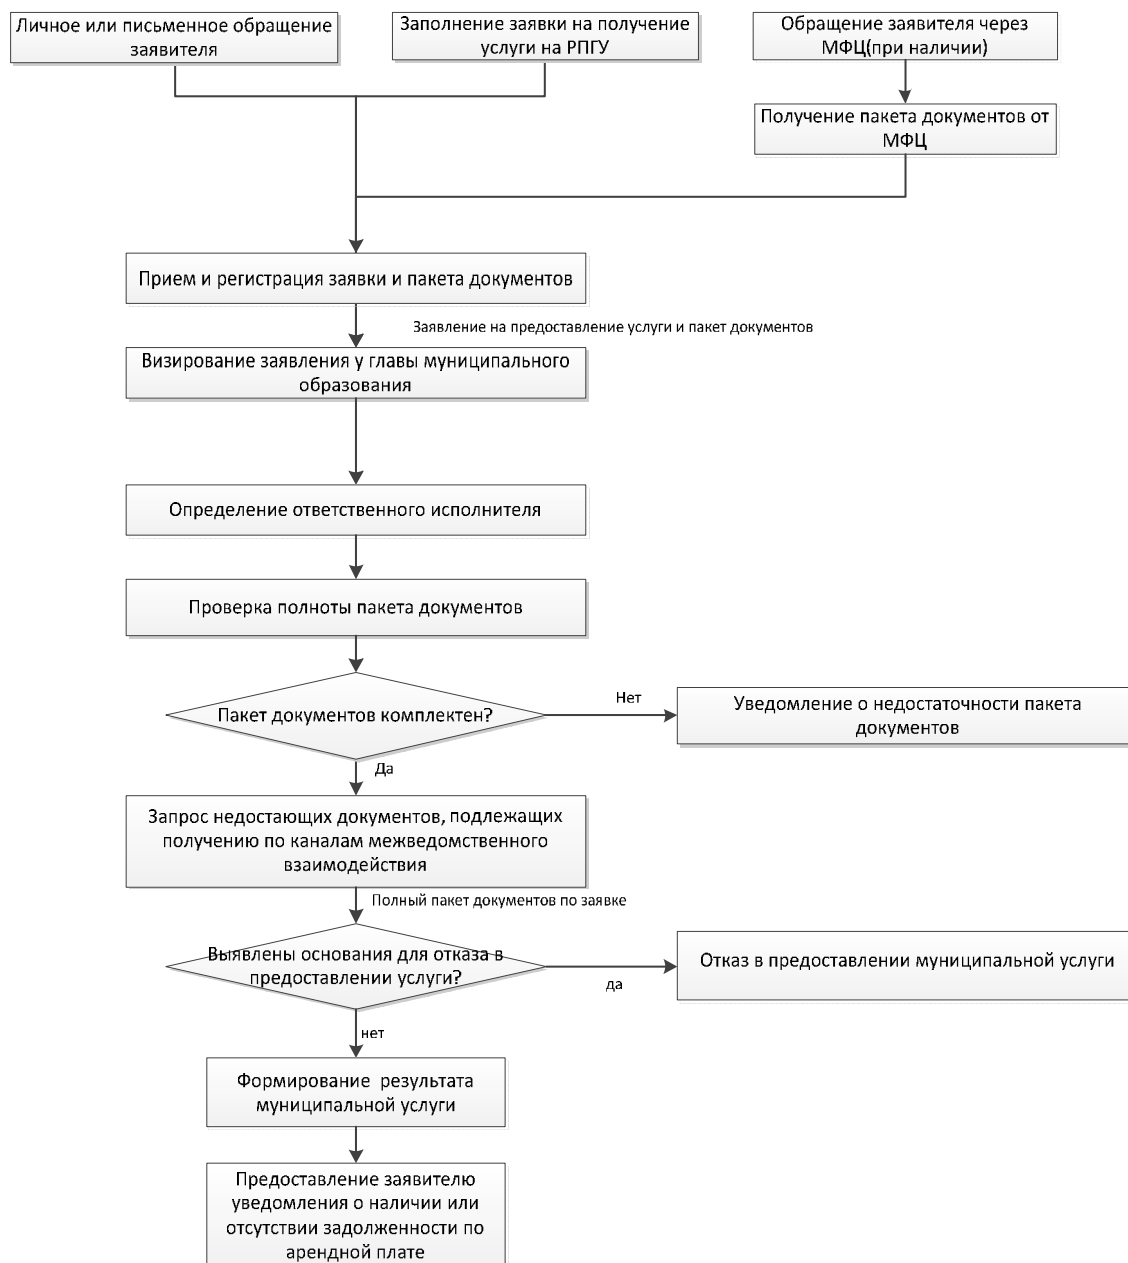 Личное или письменное обращение
заявителя
Заполнение заявки на получение
услуги на РПГУ
Обращение заявителя через
МФЦ(при наличии)
Получение пакета документов от
МФЦ
Прием и регистрация заявки и пакета документов
Заявление на предоставление услуги и пакет документов
Визирование заявления у главы муниципального
образования
Определение ответственного исполнителя
Проверка полноты пакета документов
Пакет документов комплектен?
Нет
Уведомление о недостаточности пакета
документов
Да
Запрос недостающих документов, подлежащих
получению по каналам межведомственного
взаимодействия
Полный пакет документов по заявке
Выявлены основания для отказа в
предоставлении услуги?
да
Отказ в предоставлении муниципальной услуги
нет
Формирование результата
муниципальной услуги
Предоставление заявителю
уведомления о наличии или
отсутствии задолженности по
арендной плате